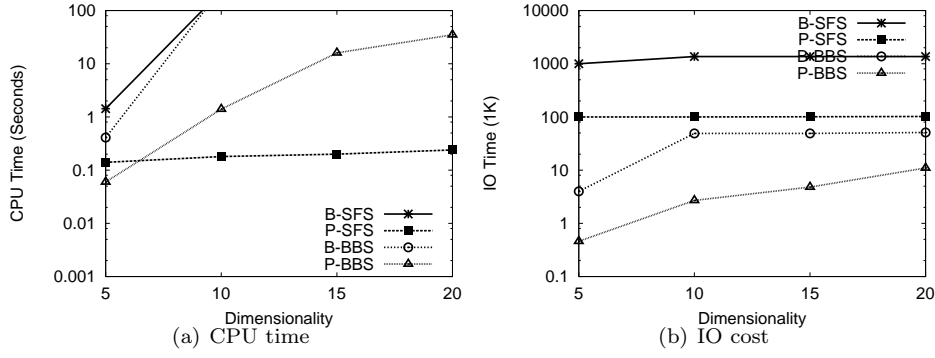 100
10
1
0.1
0.01
0.001
CPU Time (Seconds)
B-SFS
P-SFS
B-BBS
P-BBS
5
10
15
20
Dimensionality
(a) CPU time
10000
1000
100
10
1
0.1
IO Time (1K)
B-SFS
P-SFS
B-BBS
P-BBS
5
10
15
20
Dimensionality
(b) IO cost